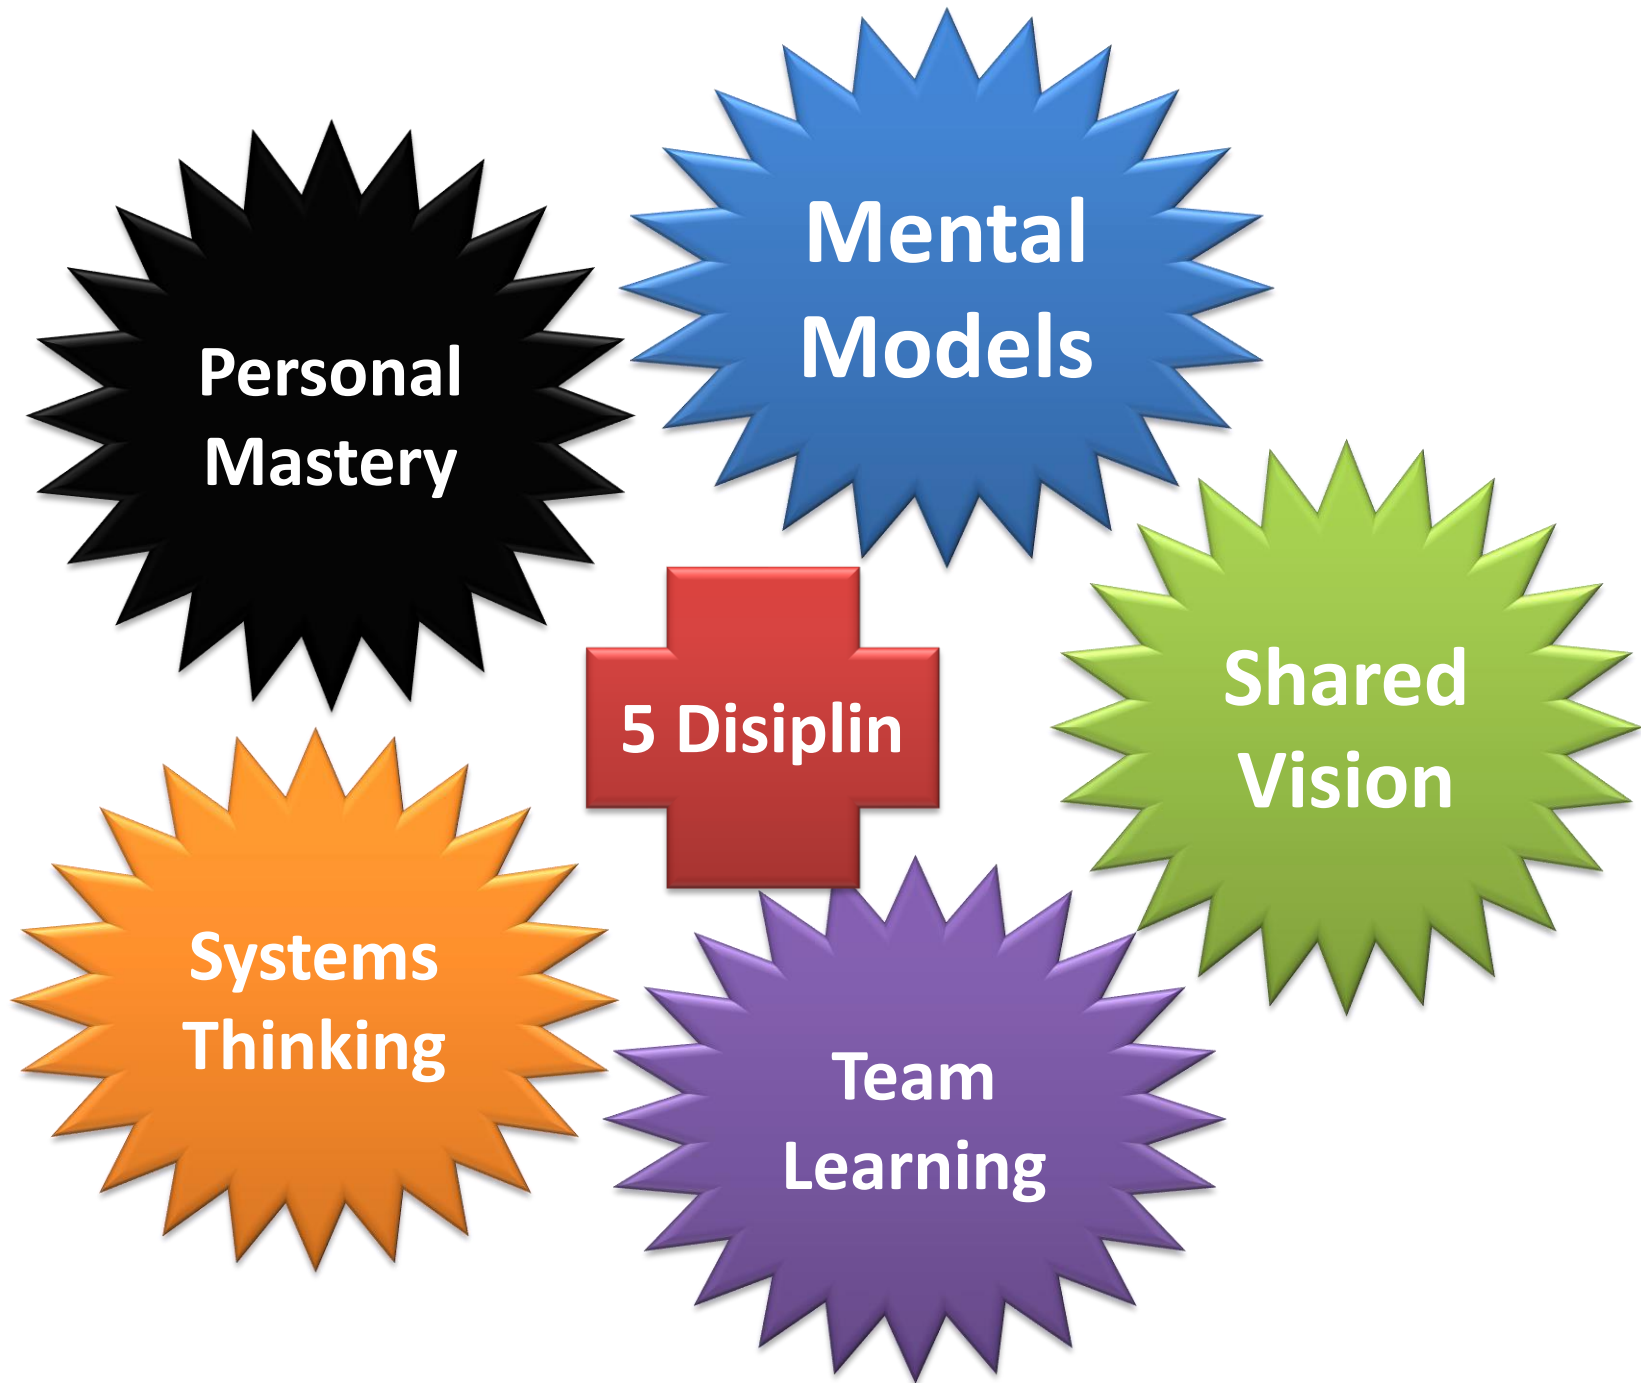 Mental
Models
Personal
Mastery
Shared
Vision
5 Disiplin
Systems
Thinking
Team
Learning